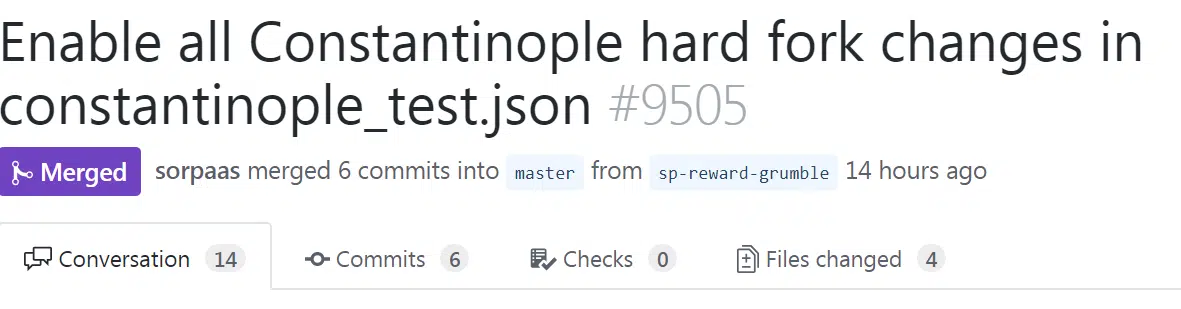 Enable all Constantinople hard fork changes in
constantinople_test.json #9505
Merged sorpaas merged 6 commits into master from sp-reward-grumble 14 hours ago
Conversation 14 Commits 6 Checks 0 Files changed 4